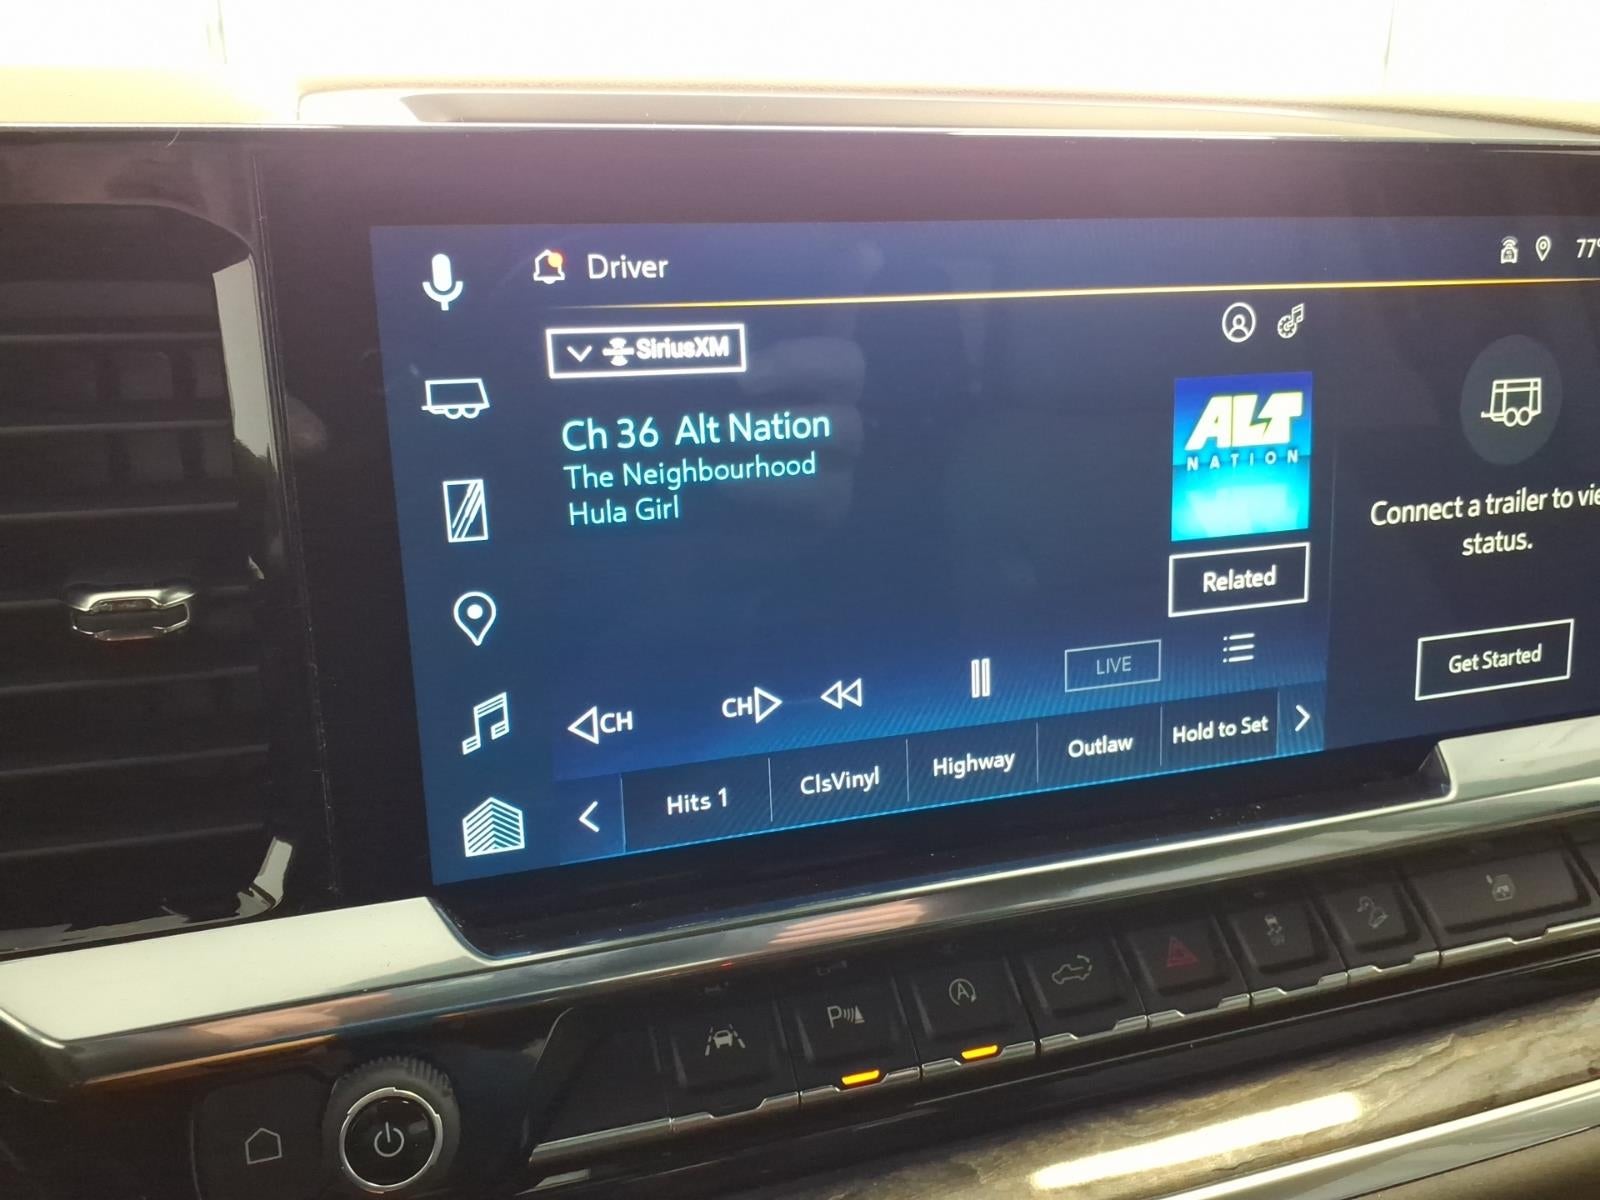 Driver
77°
SiriusXM
Ch 36 Alt Nation
The Neighbourhood
Hula Girl
ALT
NATION
Related
Connect a trailer to
status.
Get Started
CH
CH
LIVE
Hits 1
ClsVinyl
Highway
Outlaw
Hold to Set
P
A